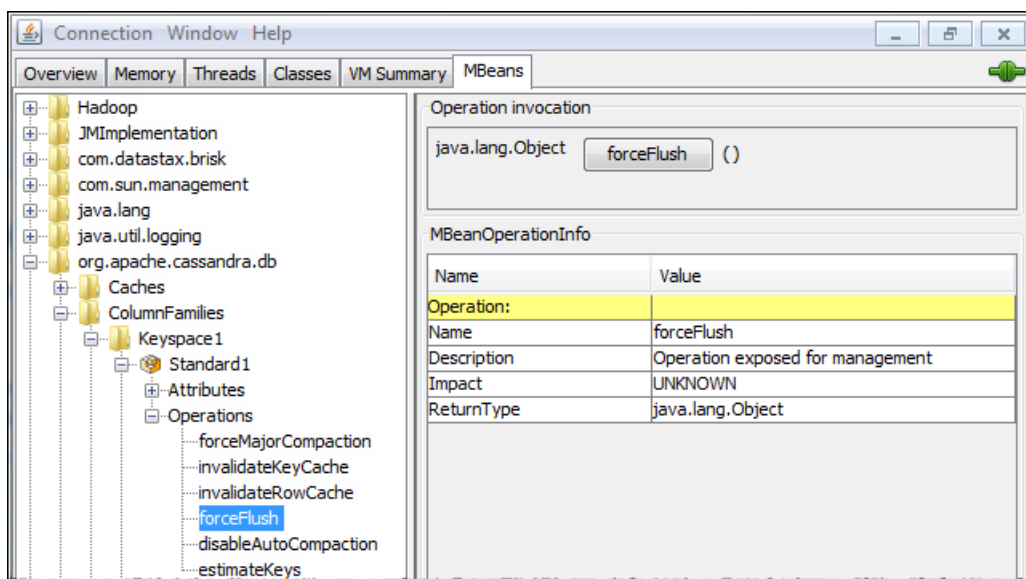 Connection Window Help
Overview Memory Threads Classes VM Summary MBeans
Hadoop
JMImplementation
com.datastax.brisk
com.sun.management
java.lang
java.util.logging
org.apache.cassandra.db
Caches
ColumnFamilies
Keyspace1
Standard1
Attributes
Operations
forceMajorCompaction
invalidateKeyCache
invalidateRowCache
forceFlush
disableAutoCompaction
estimateKeys
Operation invocation
java.lang.Object forceFlush ()
MBeanOperationInfo
Name Value
Operation:
Name forceFlush
Description Operation exposed for management
Impact UNKNOWN
ReturnType java.lang.Object